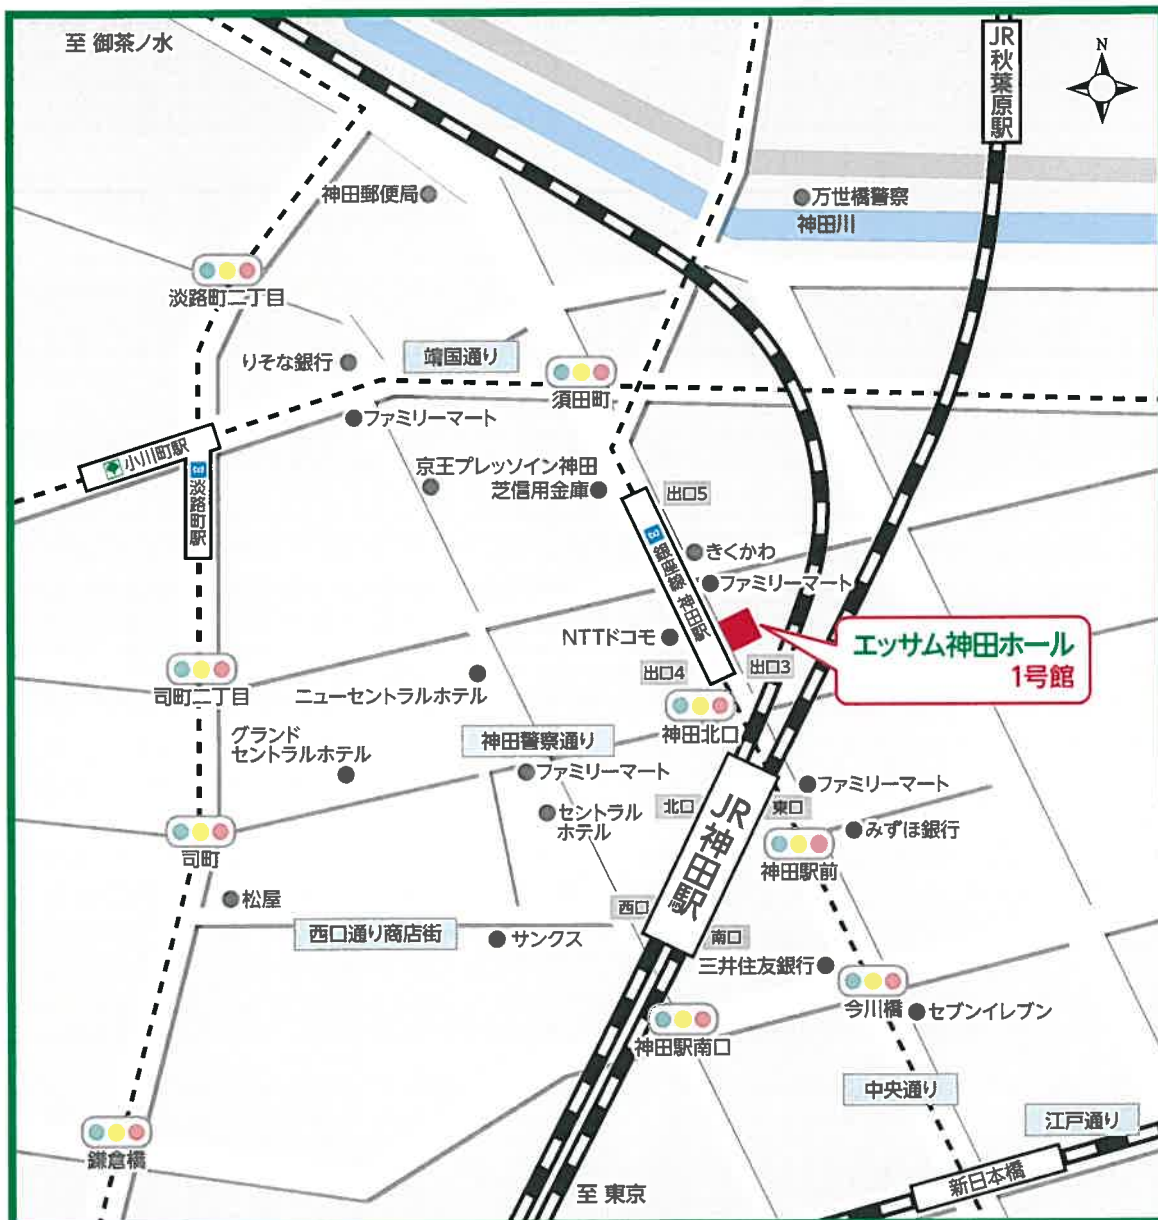 至 御茶ノ水
JR秋葉原駅
N
神田郵便局
万世橋警察
神田川
淡路町二丁目
りそな銀行
靖国通り
須田町
ファミリーマート
小川町駅
淡路町駅
京王プレッソイン神田
芝信用金庫
出口5
銀座線 神田駅
きくかわ
ファミリーマート
NTTドコモ
エッサム神田ホール
1号館
出口4
出口3
司町二丁目
ニューセントラルホテル
神田北口
グランド
セントラルホテル
神田警察通り
ファミリーマート
ファミリーマート
北口
JR神田駅
東口
セントラル
ホテル
みずほ銀行
司町
神田駅前
松屋
西口
西口通り商店街
サンクス
南口
三井住友銀行
今川橋
セブンイレブン
神田駅南口
中央通り
江戸通り
鎌倉橋
新日本橋
至 東京